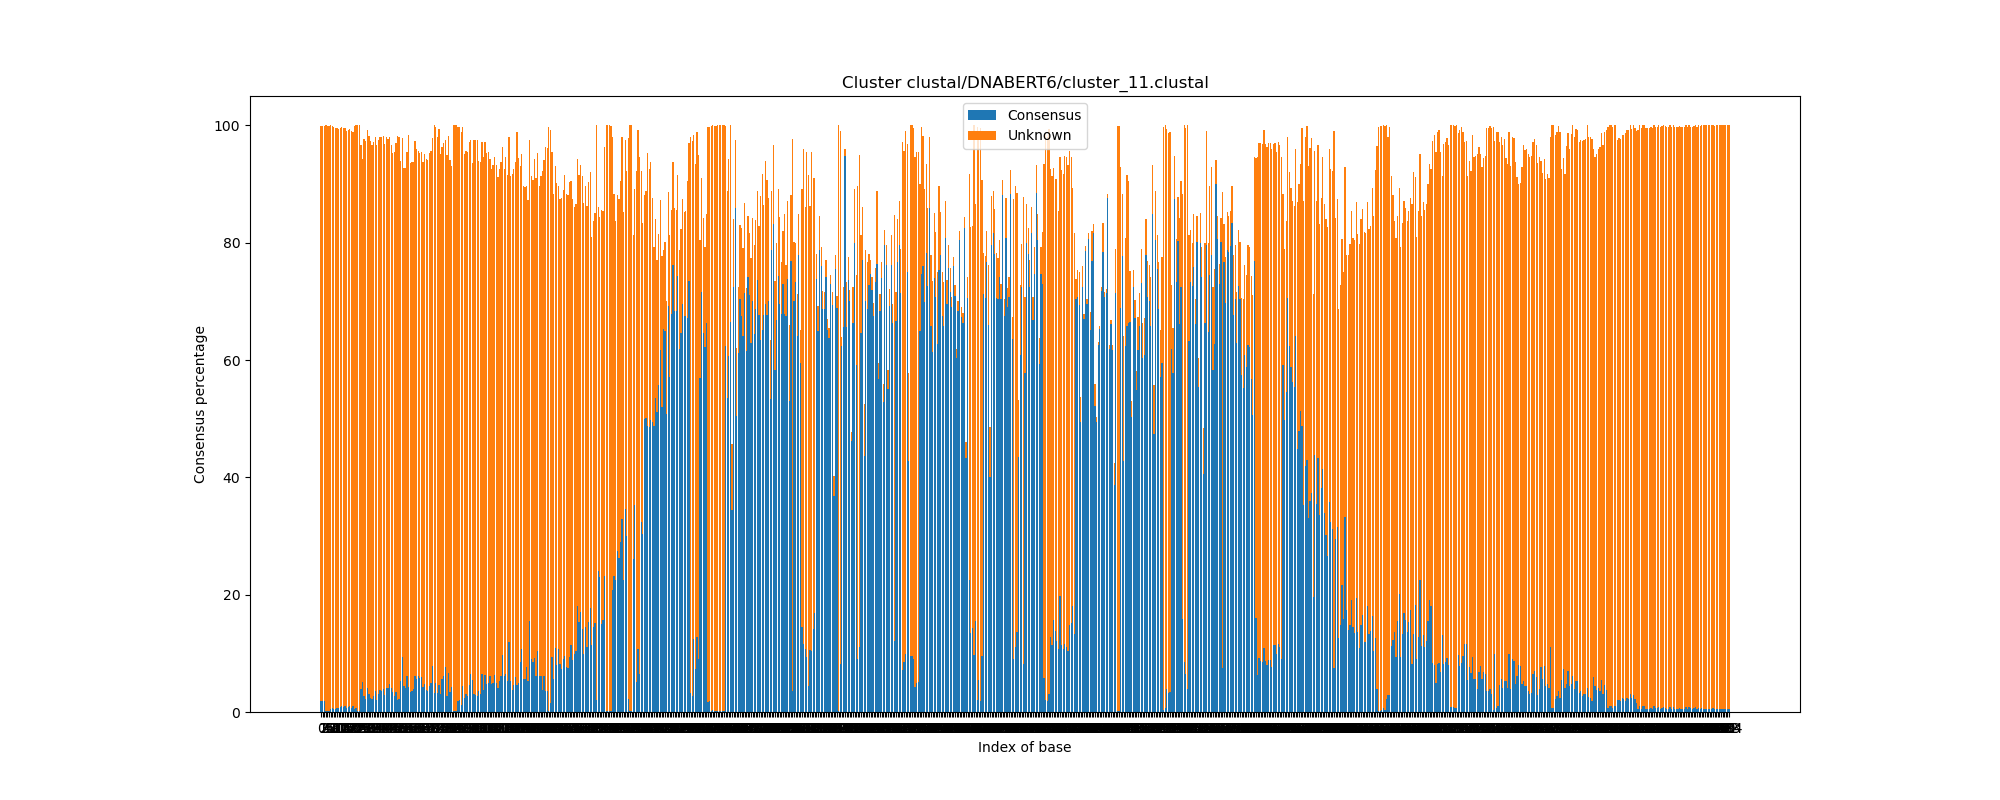 Cluster clustal/DNABERT6/cluster_11.clustal
Consensus
Unknown
Consensus percentage
100
80
60
40
20
0
Index of base